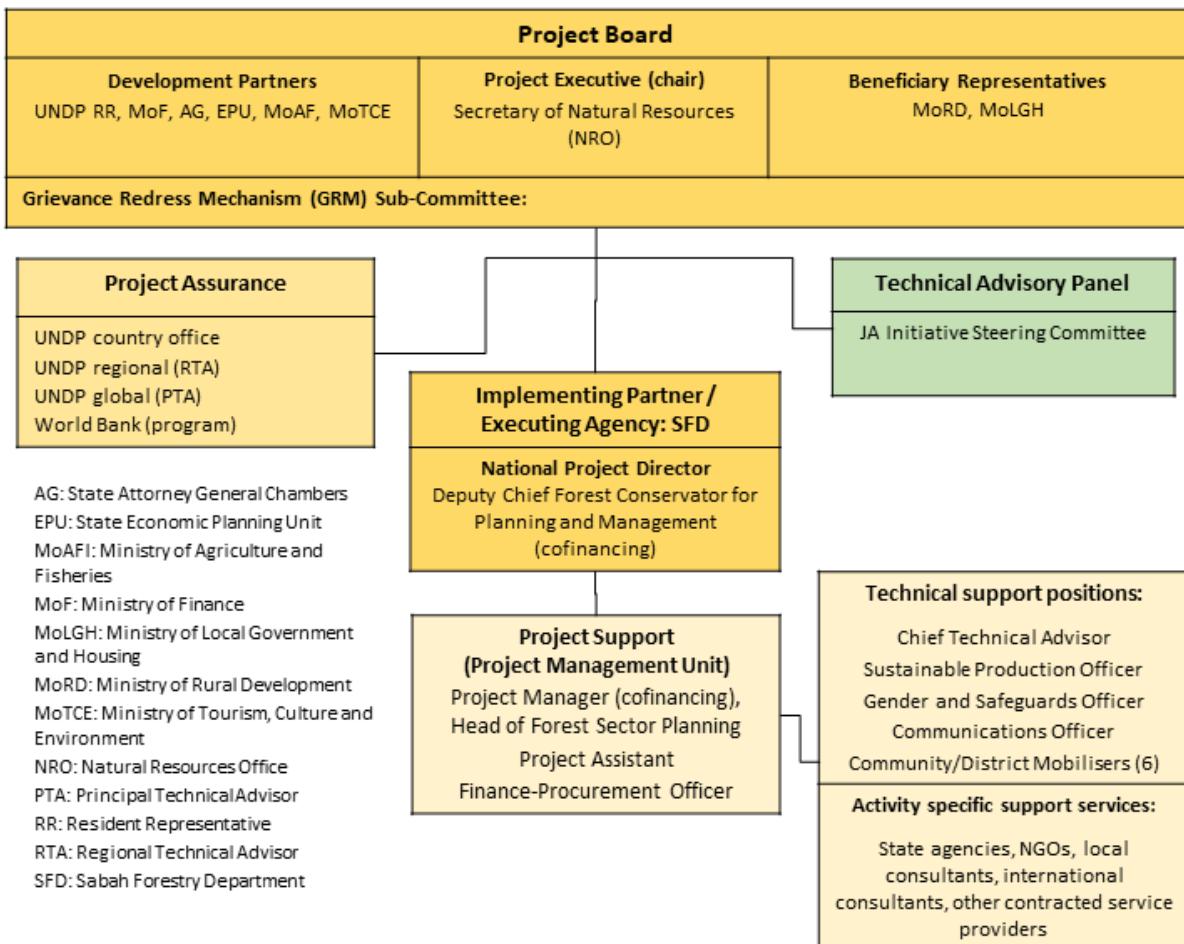 Project Board
Development Partners
UNDP RR, MoF, AG, EPU, MoAF, MoTCE
Project Executive (chair)
Secretary of Natural Resources
(NRO)
Beneficiary Representatives
MoRD, MoLGH
Grievance Redress Mechanism (GRM) Sub-Committee:
Project Assurance
UNDP country office
UNDP regional (RTA)
UNDP global (PTA)
World Bank (program)
Technical Advisory Panel
JA Initiative Steering Committee
Implementing Partner /
Executing Agency: SFD
National Project Director
Deputy Chief Forest Conservator for
Planning and Management
(cofinancing)
AG: State Attorney General Chambers
EPU: State Economic Planning Unit
MoAFI: Ministry of Agriculture and
Fisheries
MoF: Ministry of Finance
MoLGH: Ministry of Local Government
and Housing
MoRD: Ministry of Rural Development
MoTCE: Ministry of Tourism, Culture and
Environment
NRO: Natural Resources Office
PTA: Principal Technical Advisor
RR: Resident Representative
RTA: Regional Technical Advisor
SFD: Sabah Forestry Department
Project Support
(Project Management Unit)
Project Manager (cofinancing),
Head of Forest Sector Planning
Project Assistant
Finance-Procurement Officer
Technical support positions:
Chief Technical Advisor
Sustainable Production Officer
Gender and Safeguards Officer
Communications Officer
Community/District Mobilisers (6)
Activity specific support services:
State agencies, NGOs, local
consultants, international
consultants, other contracted service
providers